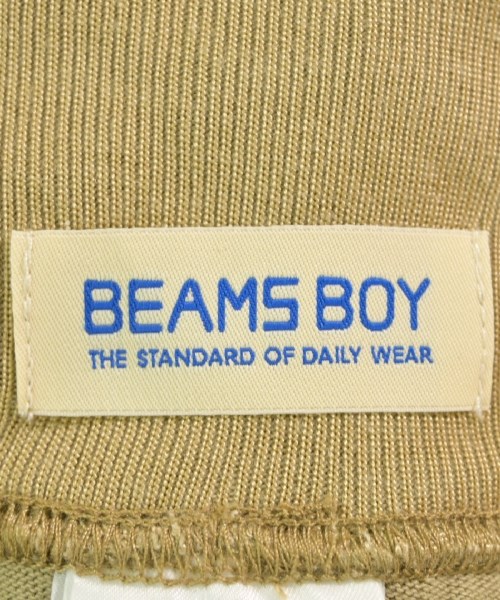 BEAMS BOY
THE STANDARD OF DAILY WEAR